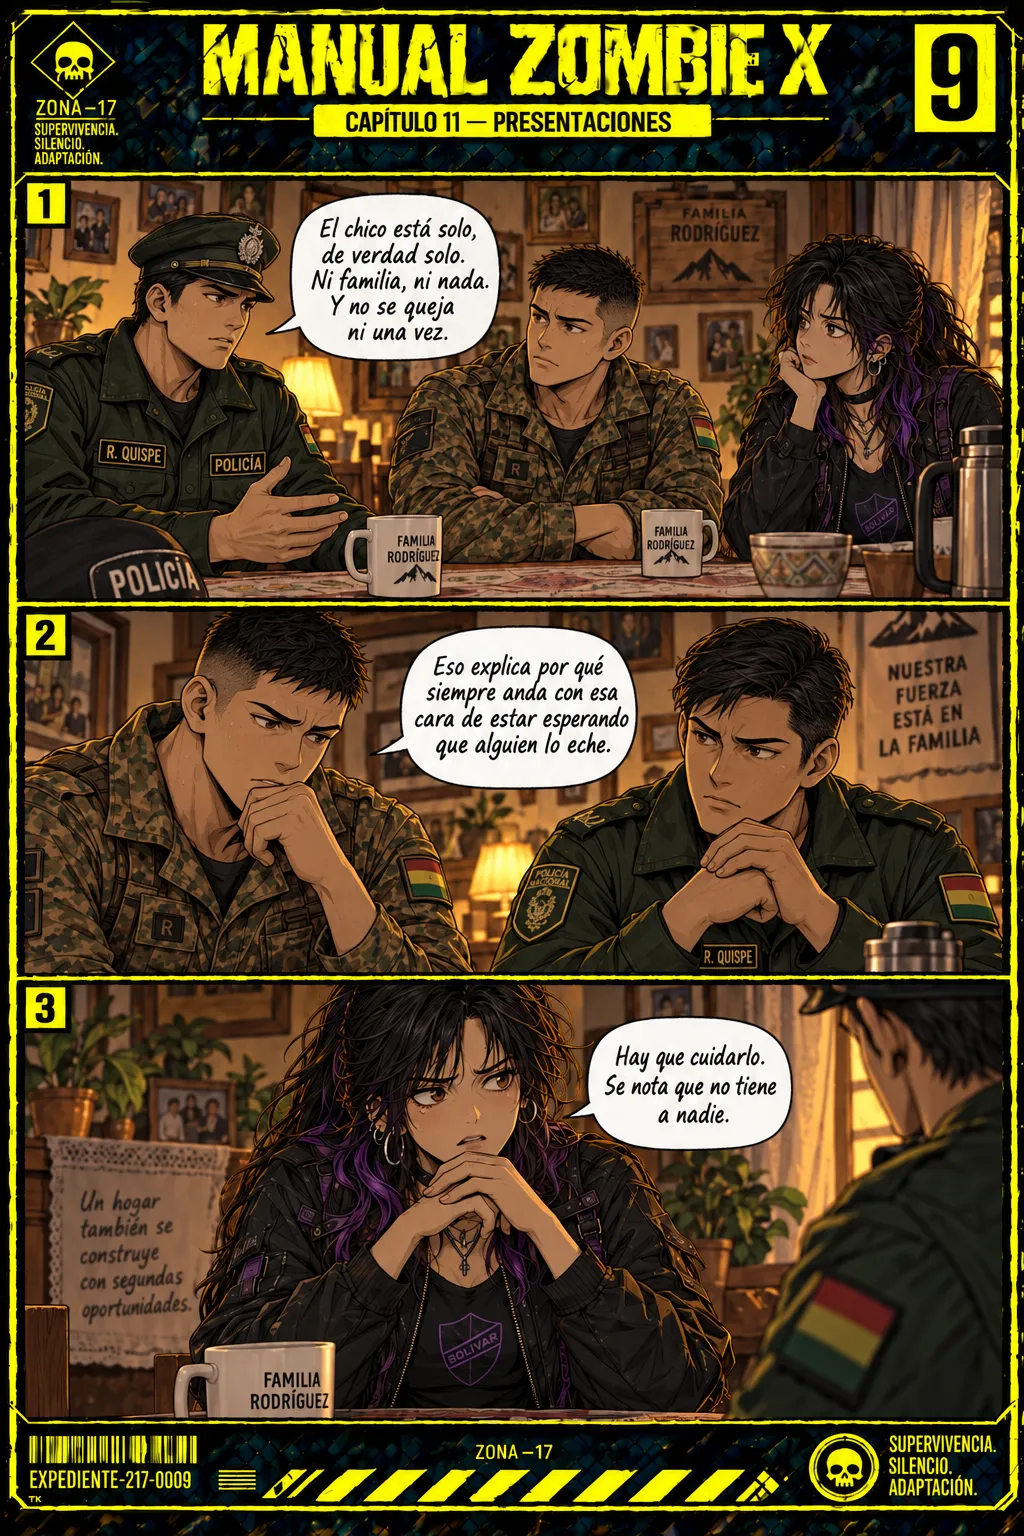 MANUAL ZOMBIE X
CAPÍTULO 11 — PRESENTACIONES
9
ZONA-17
SUPERVIVENCIA.
SILENCIO.
ADAPTACIÓN.
1
El chico está solo,
de verdad solo.
Ni familia, ni nada.
Y no se queja
ni una vez.
FAMILIA
RODRÍGUEZ
R. QUISPE
POLICÍA
R
BOLIVAR
FAMILIA
RODRÍGUEZ
FAMILIA
RODRÍGUEZ
POLICÍA
2
Eso explica por qué
siempre anda con esa
cara de estar esperando
que alguien lo eche.
NUESTRA
FUERZA
ESTÁ EN
LA FAMILIA
R
POLICÍA
NACIONAL
R. QUISPE
3
Hay que cuidarlo.
Se nota que no tiene
a nadie.
Un hogar
también se
construye
con segundas
oportunidades.
BOLIVAR
FAMILIA
RODRÍGUEZ
EXPEDIENTE-217-0009
TK
ZONA-17
SUPERVIVENCIA.
SILENCIO.
ADAPTACIÓN.